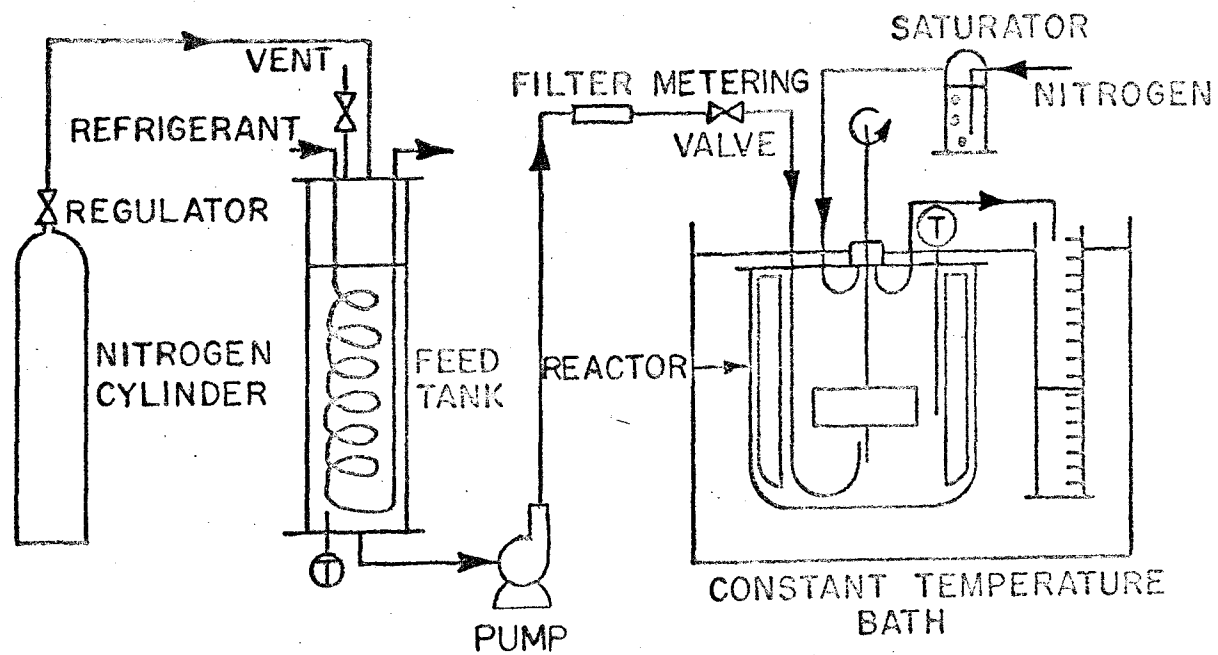 SATURATOR
NITROGEN
VENT
FILTER METERING
VALVE
REFRIGERANT
REGULATOR
T
NITROGEN
CYLINDER
FEED
TANK
REACTOR
T
CONSTANT TEMPERATURE
BATH
PUMP